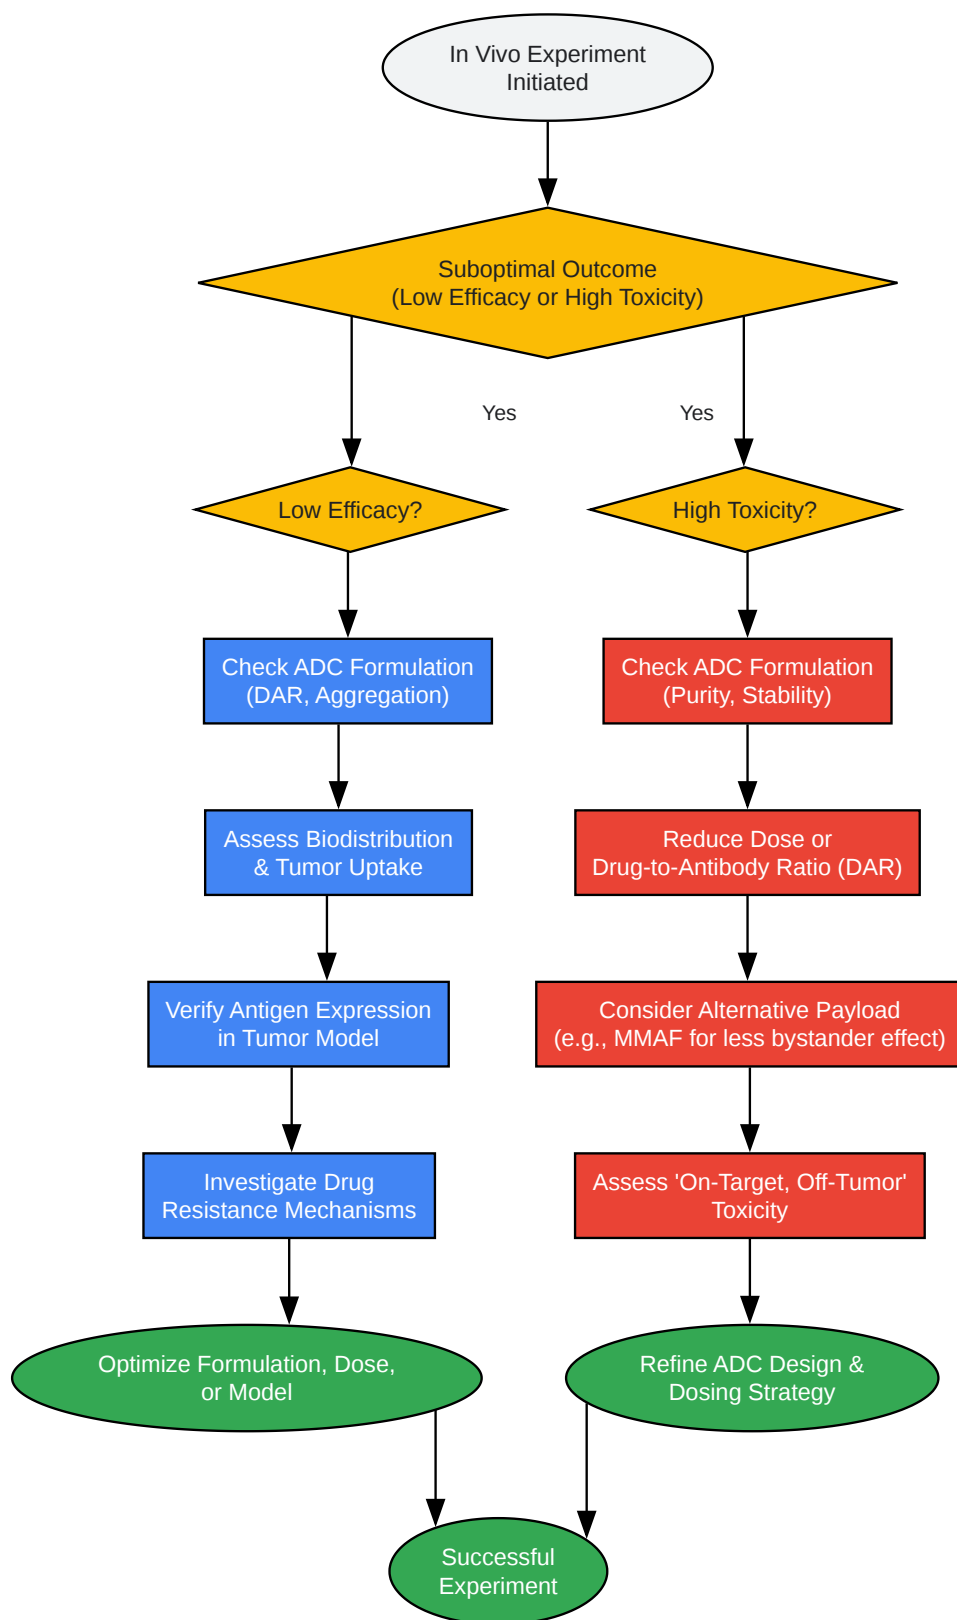 In Vivo Experiment
Initiated
Suboptimal Outcome
(Low Efficacy or High Toxicity)
Yes
Yes
Low Efficacy?
High Toxicity?
Check ADC Formulation
(DAR, Aggregation)
Check ADC Formulation
(Purity, Stability)
Assess Biodistribution
& Tumor Uptake
Reduce Dose or
Drug-to-Antibody Ratio (DAR)
Verify Antigen Expression
in Tumor Model
Consider Alternative Payload
(e.g., MMAF for less bystander effect)
Investigate Drug
Resistance Mechanisms
Assess 'On-Target, Off-Tumor'
Toxicity
Optimize Formulation, Dose,
or Model
Refine ADC Design &
Dosing Strategy
Successful
Experiment